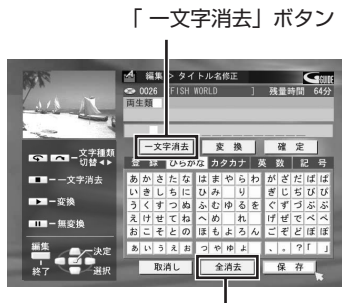 「 一文字消去」ボタン
編集 > タイトル名修正
GGUIDE
0026 [FISH WORLD ] 残量時間 64分
両生類
一文字消去 変 換 確 定
登 録 ひらがな カタカナ 英 数 記 号
あかさたな はまやらわ がざだばぱ
いきしちに ひみ り ぎじぢびぴ
うくすつぬ ふむゆるを ぐずづぶぷ
えけせてね へめ れ げぜでべぺ
おこそとの ほもよろん ごぞどぼぽ
ぁぃぅぇぉ っゃゅょ 、。?「」
取消し 全消去 保 存
文字種類
切替◂▸
-一文字消去
-変換
-無変換
編集
終了
決定
選択